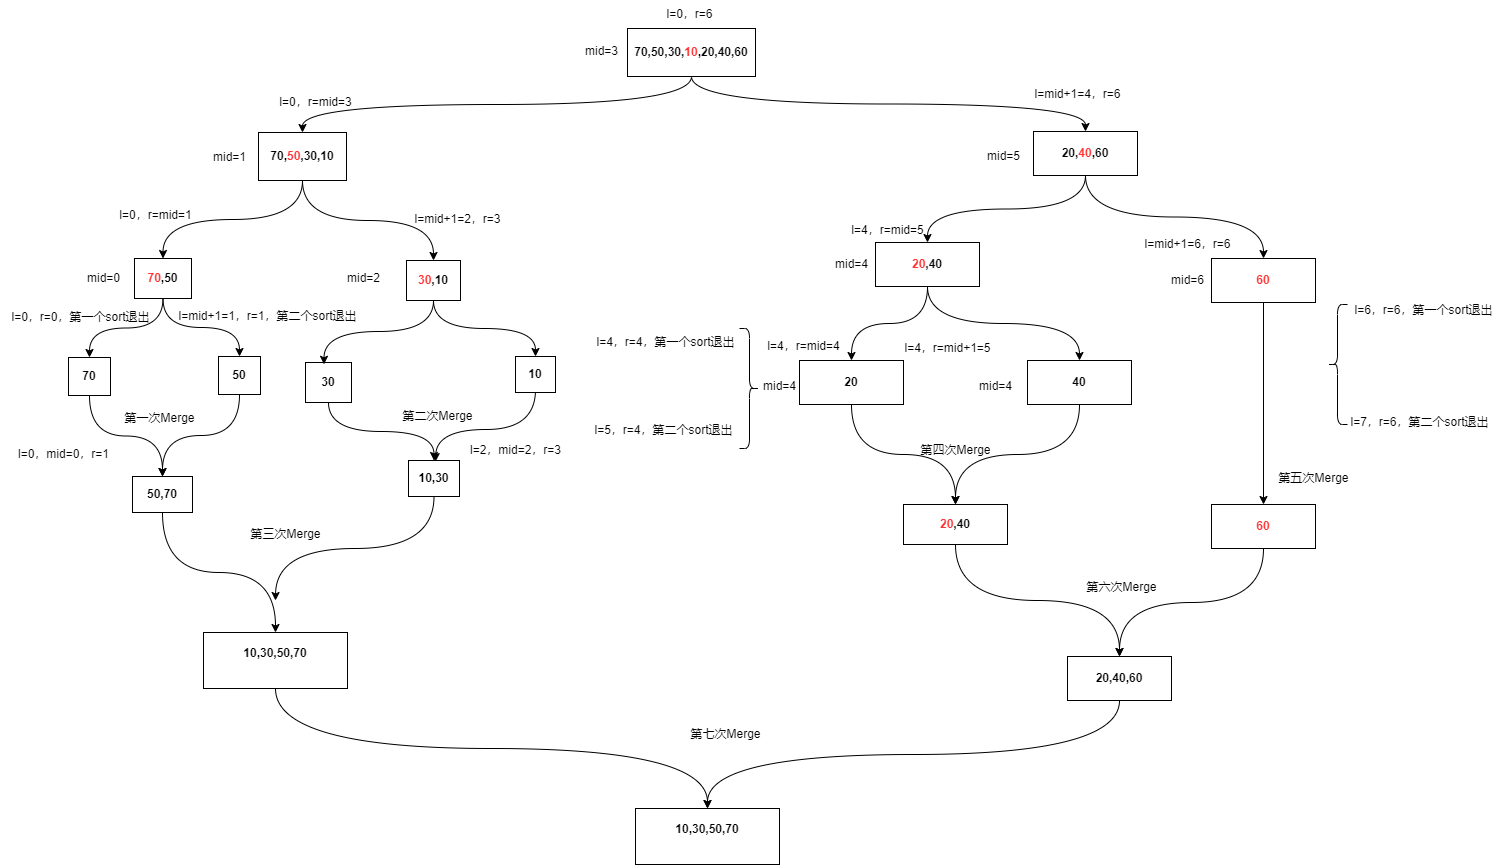 l=0，r=6
mid=3
70,50,30,10,20,40,60
l=0，r=mid=3
l=mid+1=4，r=6
mid=1
70,50,30,10
mid=5
20,40,60
l=0，r=mid=1
l=mid+1=2，r=3
l=4，r=mid=5
l=mid+1=6，r=6
mid=0
70,50
mid=2
30,10
mid=4
20,40
mid=6
60
l=0，r=0，第一个sort退出
l=mid+1=1，r=1，第二个sort退出
l=6，r=6，第一个sort退出
l=4，r=4，第一个sort退出
l=4，r=mid=4
l=4，r=mid+1=5
70
50
30
10
mid=4
20
mid=4
40
第一次Merge
第二次Merge
l=5，r=4，第二个sort退出
l=7，r=6，第二个sort退出
l=0，mid=0，r=1
l=2，mid=2，r=3
第四次Merge
50,70
10,30
第五次Merge
20,40
60
第三次Merge
第六次Merge
10,30,50,70
20,40,60
第七次Merge
10,30,50,70